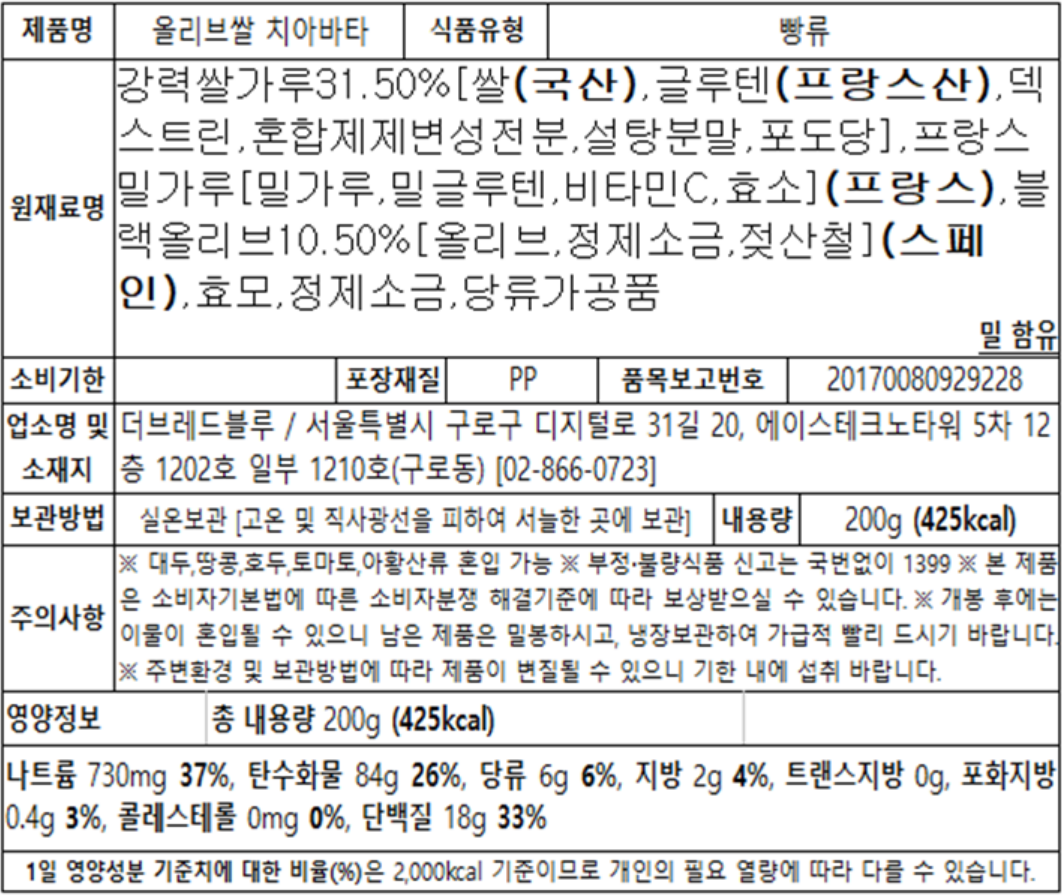 제품명 올리브쌀 치아바타 식품유형 빵류
원재료명
강력쌀가루31.50%[쌀(국산),글루텐(프랑스산),덱
스트린,혼합제제변성전분,설탕분말,포도당],프랑스
밀가루[밀가루,밀글루텐,비타민C,효소](프랑스),블
랙올리브10.50%[올리브,정제소금,젖산철](스페
인),효모,정제소금,당류가공품
밀 함유
소비기한 포장재질 PP 품목보고번호 20170080929228
업소명 및
소재지
더브레드블루 / 서울특별시 구로구 디지털로 31길 20, 에이스테크노타워 5차 12
층 1202호 일부 1210호(구로동) [02-866-0723]
보관방법 실온보관 [고온 및 직사광선을 피하여 서늘한 곳에 보관] 내용량 200g (425kcal)
주의사항
※ 대두,땅콩,호두,토마토,아황산류 혼입 가능 ※ 부정·불량식품 신고는 국번없이 1399 ※ 본 제품
은 소비자기본법에 따른 소비자분쟁 해결기준에 따라 보상받으실 수 있습니다. ※ 개봉 후에는
이물이 혼입될 수 있으니 남은 제품은 밀봉하시고, 냉장보관하여 가급적 빨리 드시기 바랍니다.
※ 주변환경 및 보관방법에 따라 제품이 변질될 수 있으니 기한 내에 섭취 바랍니다.
영양정보 총 내용량 200g (425kcal)
나트륨 730mg 37%, 탄수화물 84g 26%, 당류 6g 6%, 지방 2g 4%, 트랜스지방 0g, 포화지방
0.4g 3%, 콜레스테롤 0mg 0%, 단백질 18g 33%
1일 영양성분 기준치에 대한 비율(%)은 2,000kcal 기준이므로 개인의 필요 열량에 따라 다를 수 있습니다.